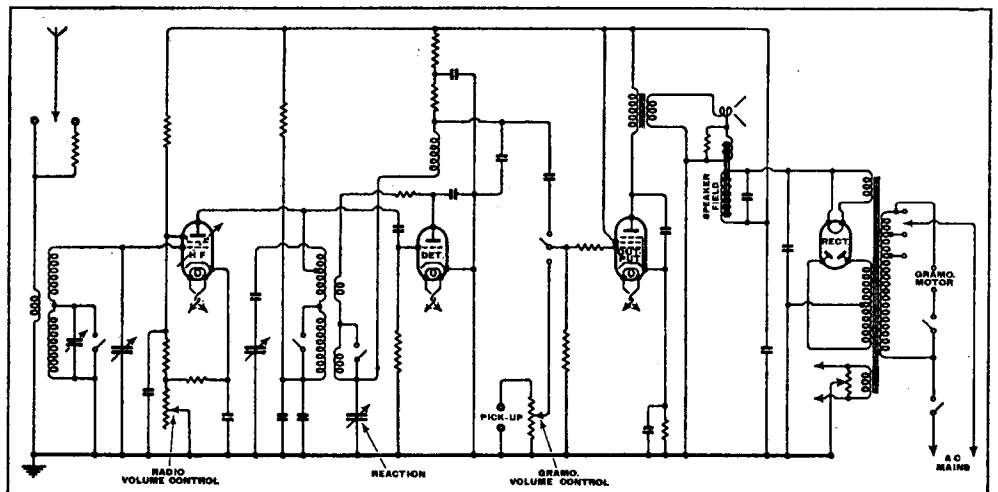 H F
DET.
OUT
PUT
SPEAKER
FIELD
RECT.
GRAMO.
MOTOR
PICK-UP
RADIO
VOLUME CONTROL
REACTION
GRAMO.
VOLUME CONTROL
A C
MAINS